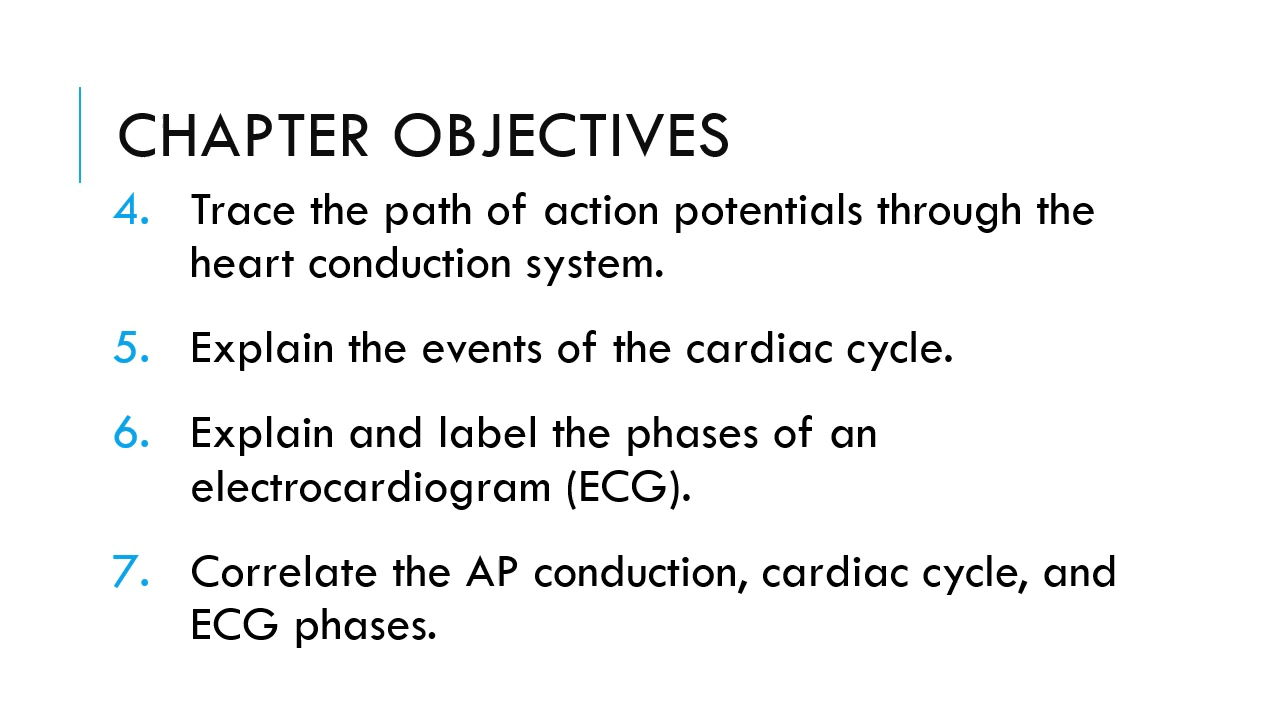 CHAPTER OBJECTIVES
4. Trace the path of action potentials through the
heart conduction system.
5. Explain the events of the cardiac cycle.
6. Explain and label the phases of an
electrocardiogram (ECG).
7. Correlate the AP conduction, cardiac cycle, and
ECG phases.